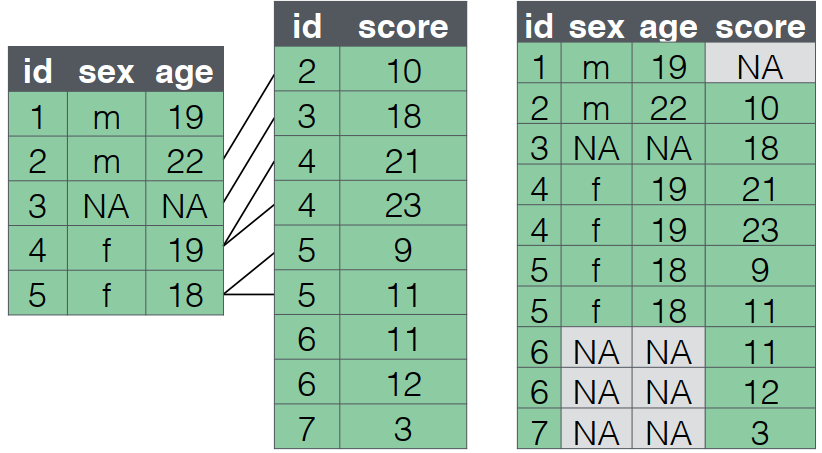 id sex age
1 m 19
2 m 22
3 NA NA
4 f 19
5 f 18
id score
2 10
3 18
4 21
4 23
5 9
5 11
6 11
6 12
7 3
id sex age score
1 m 19 NA
2 m 22 10
3 NA NA 18
4 f 19 21
4 f 19 23
5 f 18 9
5 f 18 11
6 NA NA 11
6 NA NA 12
7 NA NA 3